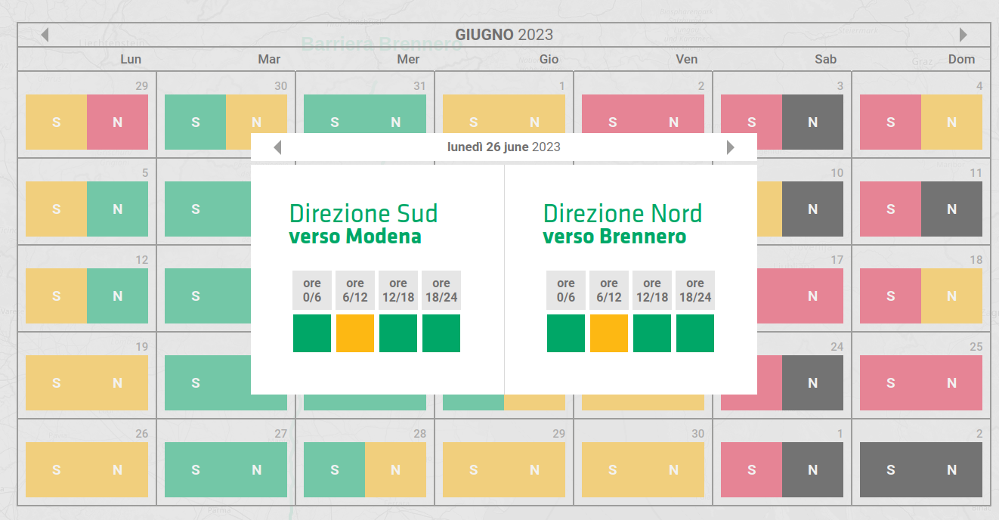 GIUGNO 2023
Liechtenstein
Barriera Brennero
Graz
Lun Mar Mer Gio Ven Sab Dom
29 30 31 1 2 3 4
S N S N S N S N S N S N S N
lunedì 26 june 2023
5 10 11
S N S N S N
Direzione Sud
verso Modena
Direzione Nord
verso Brennero
12 17 18
S N S N S N
ore 0/6 ore 6/12 ore 12/18 ore 18/24
ore 0/6 ore 6/12 ore 12/18 ore 18/24
19 24 25
S N S N S N
26 27 28 29 30 1 2
S N S N S N S N S N S N S N
Parma